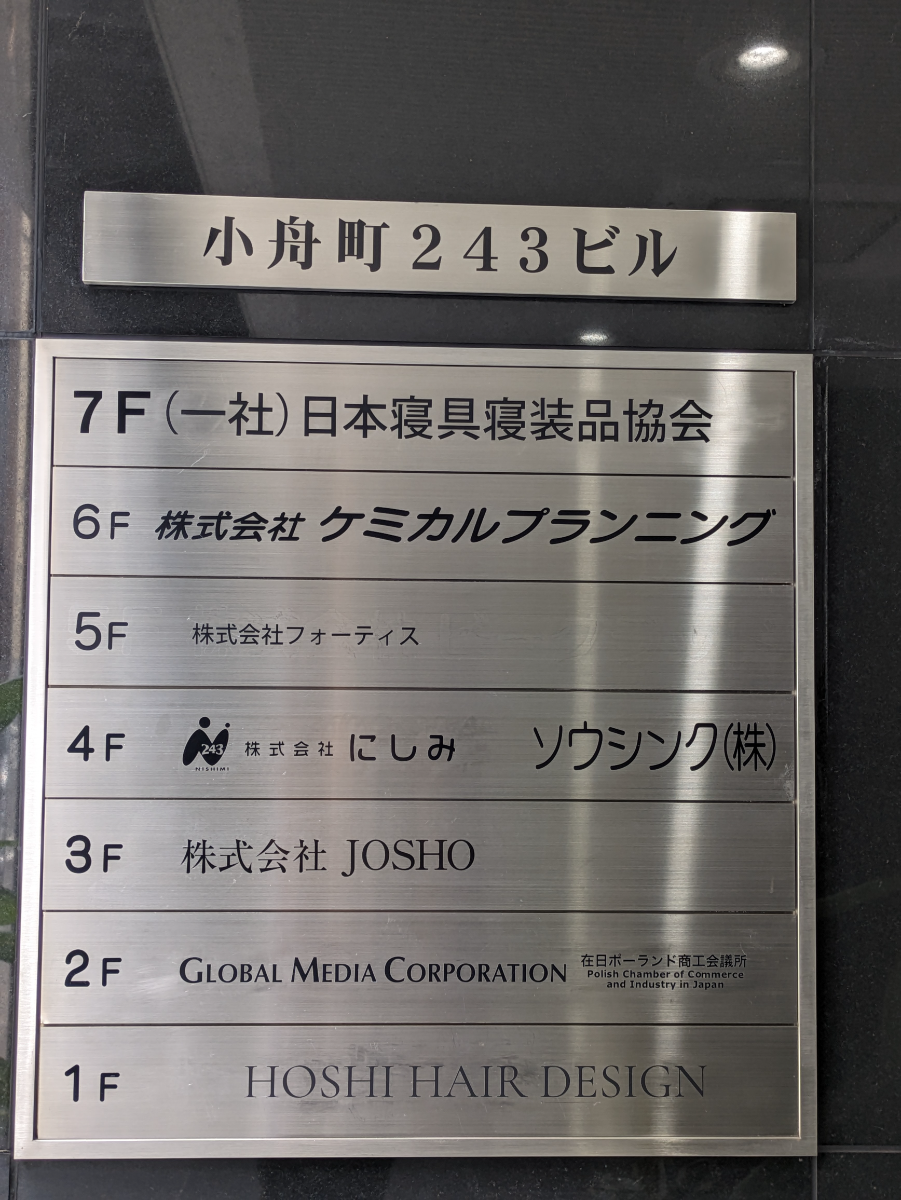 小舟町243ビル
7F (一社)日本寝具寝装品協会
6F 株式会社 ケミカルプランニング
5F 株式会社フォーティス
4F 243 NISHIMI 株式会社 にしみ ソウシンク(株)
3F 株式会社 JOSHO
2F GLOBAL MEDIA CORPORATION 在日ポーランド商工会議所
Polish Chamber of Commerce
and Industry in Japan
1F HOSHI HAIR DESIGN